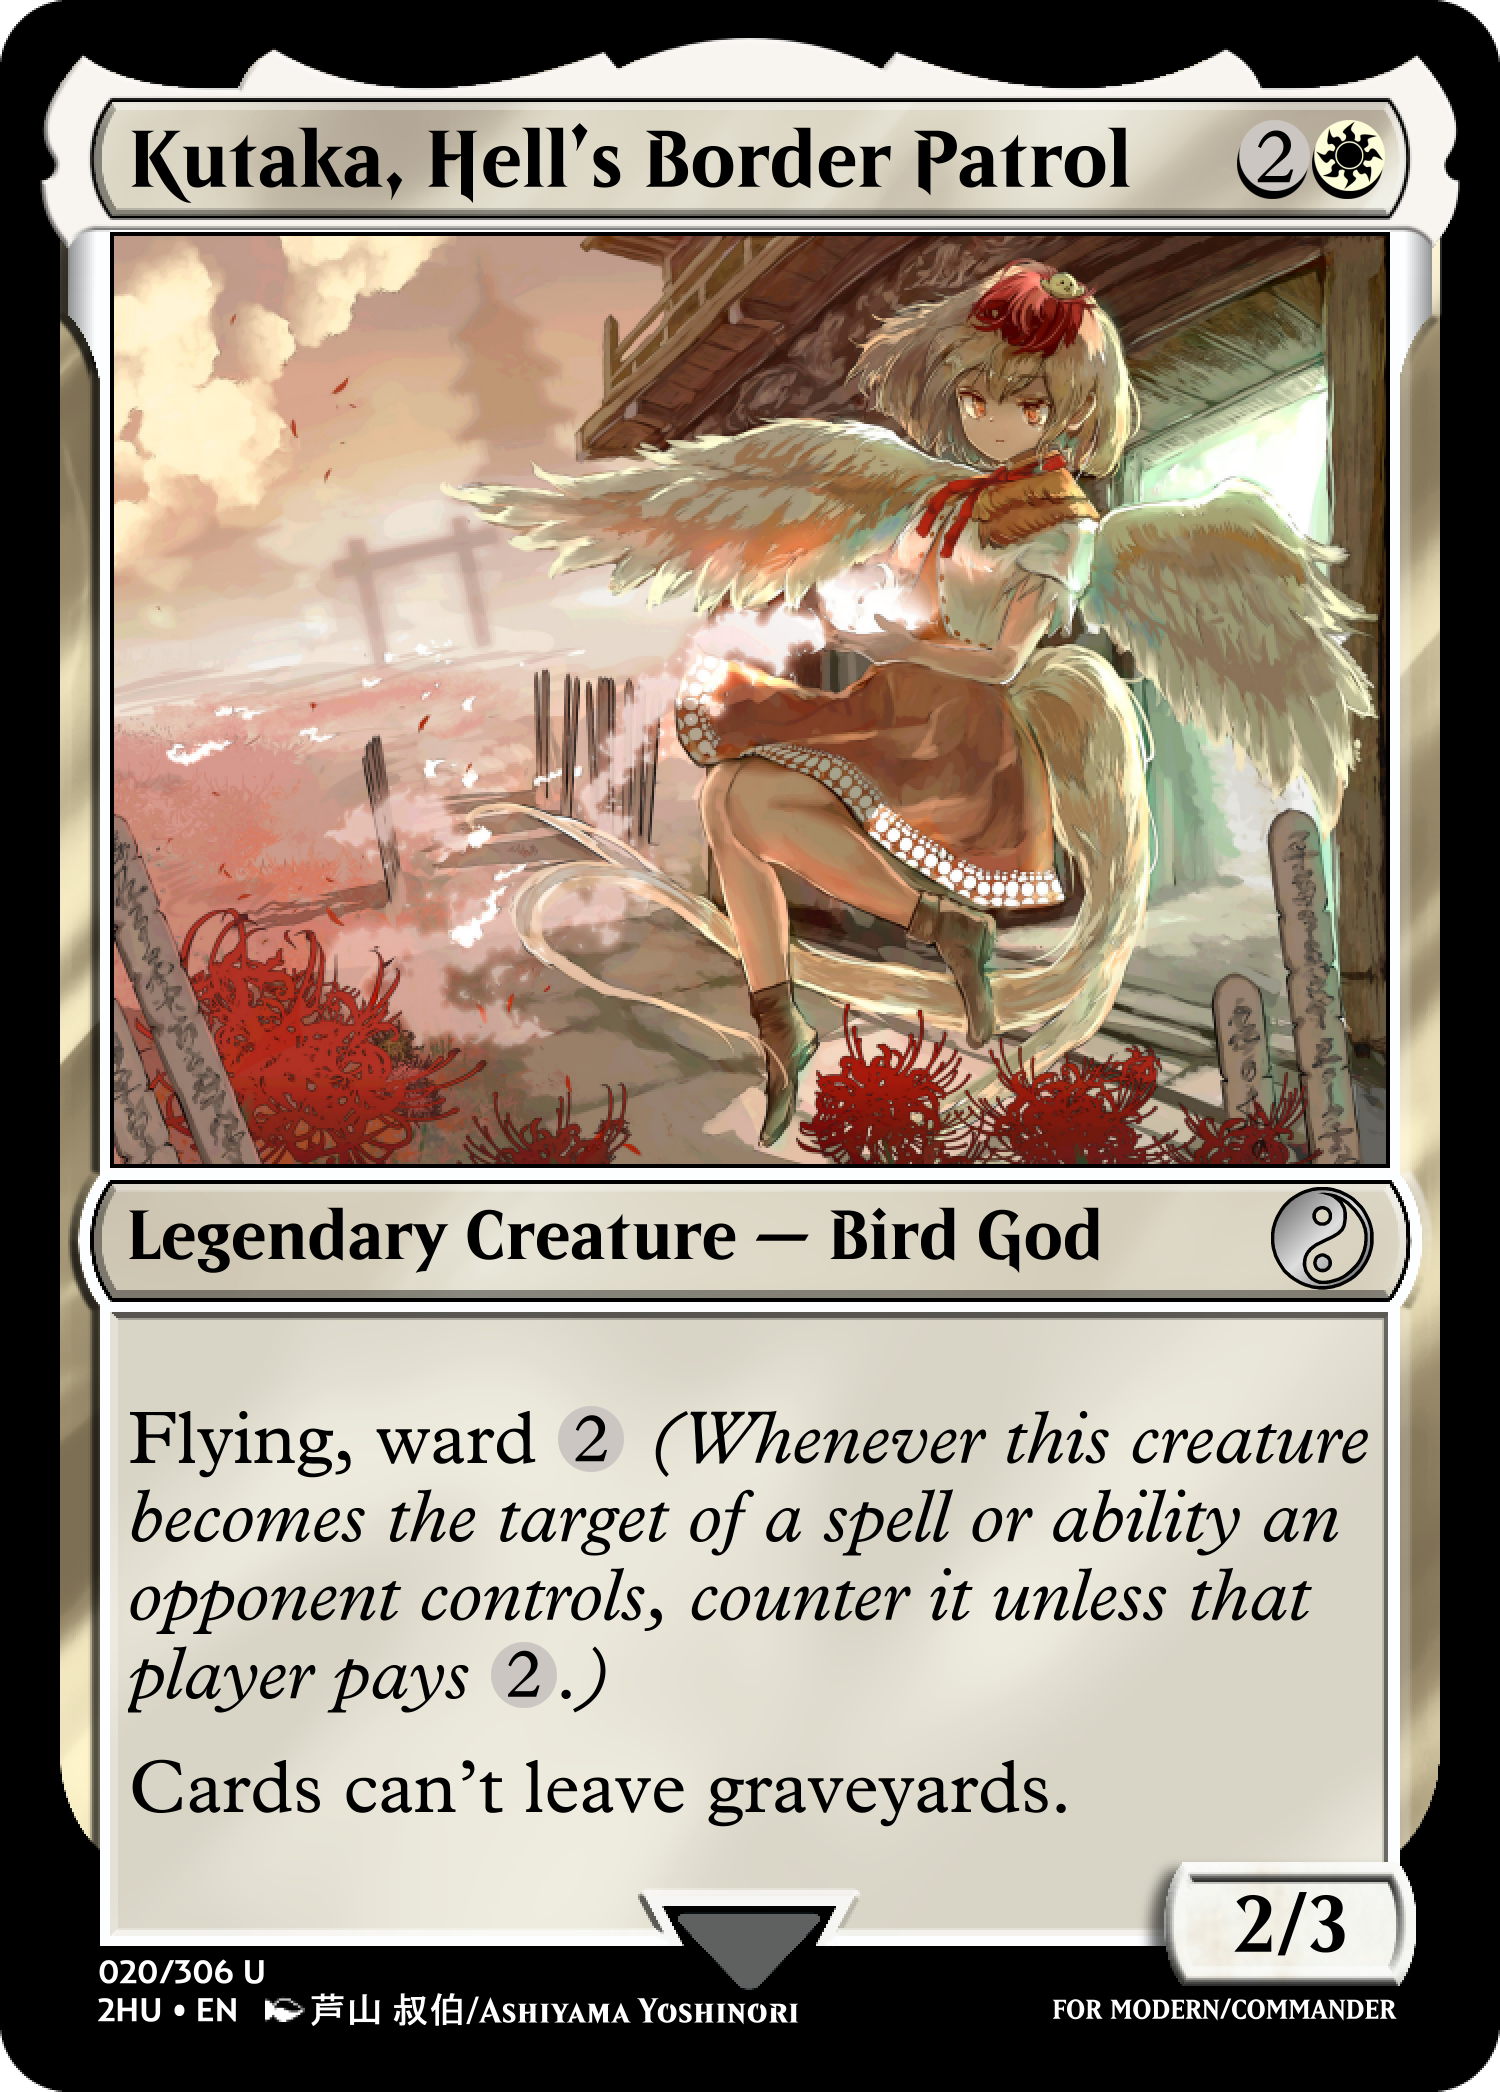 Kutaka, Hell's Border Patrol 2
Legendary Creature — Bird God
Flying, ward 2 (Whenever this creature
becomes the target of a spell or ability an
opponent controls, counter it unless that
player pays 2.)
Cards can't leave graveyards.
2/3
020/306 U
2HU • EN 芦山 叔伯/Ashiyama Yoshinori
FOR MODERN/COMMANDER